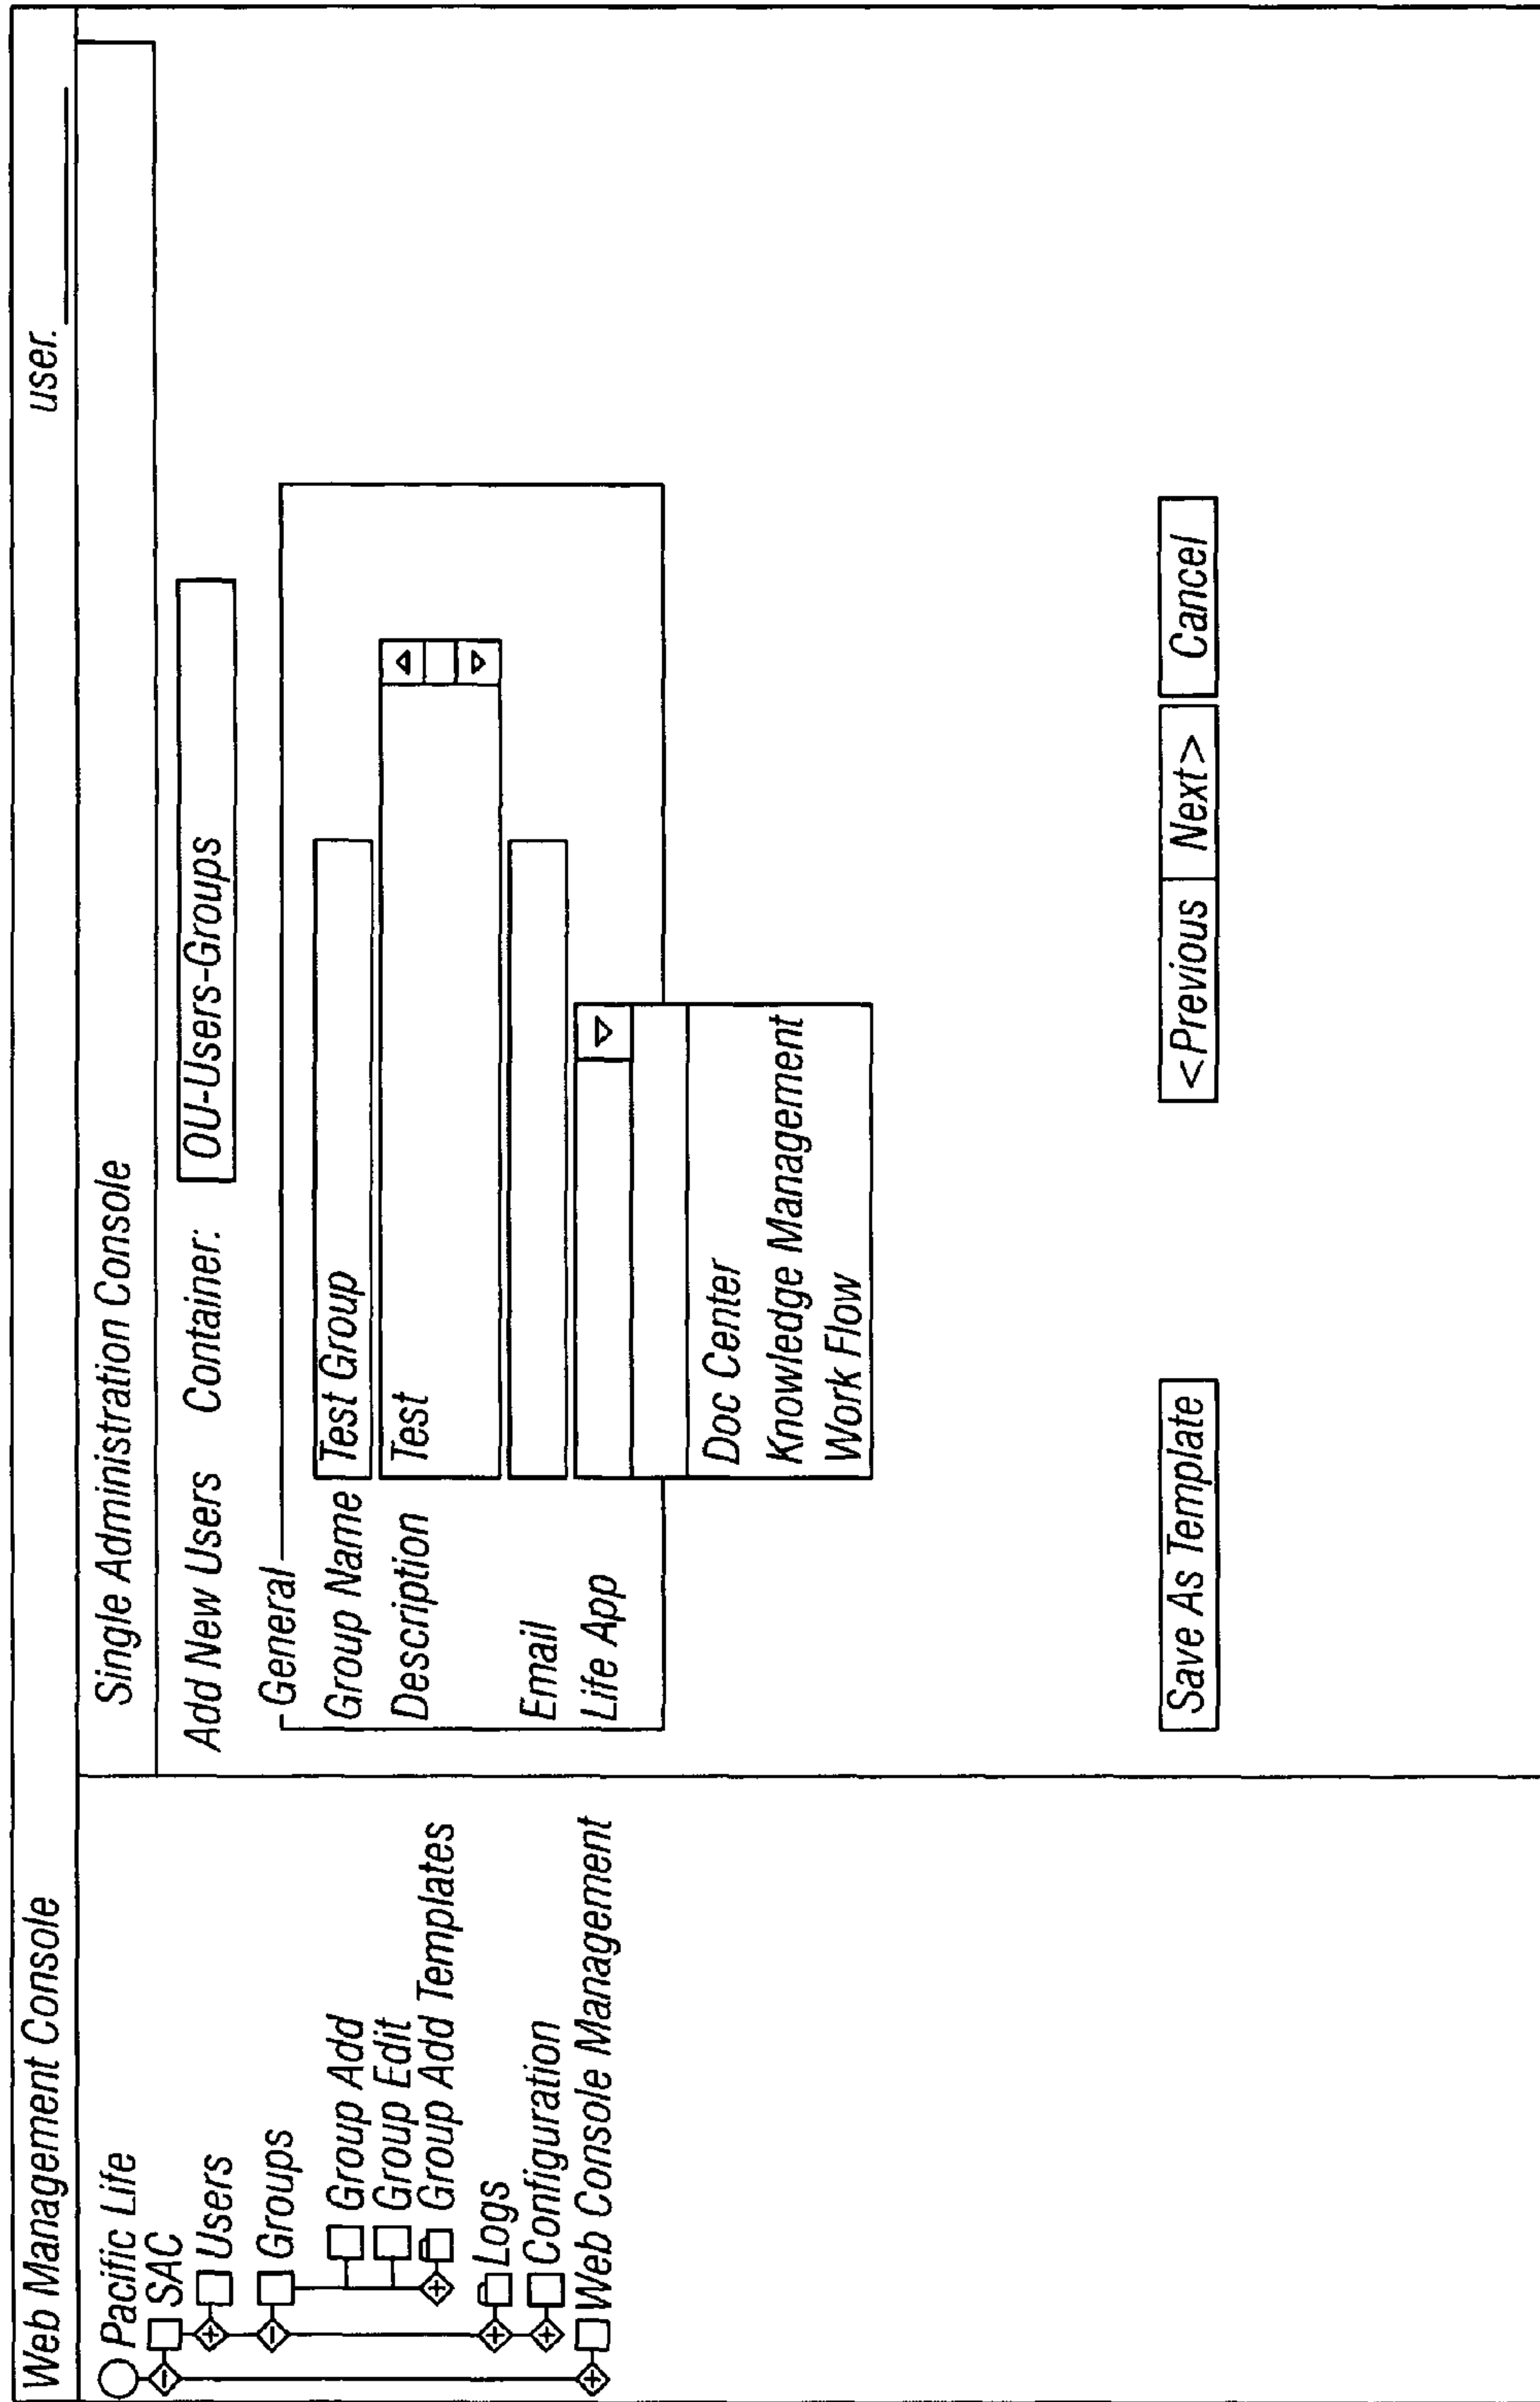 Web Management Console user.
Pacific Life
SAC
Users
Groups
Group Add
Group Edit
Group Add Templates
Logs
Configuration
Web Console Management
Single Administration Console
Add New Users Container: OU-Users-Groups
General
Group Name Test Group
Description Test
Email
Life App
Doc Center
Knowledge Management
Work Flow
Save As Template <Previous Next> Cancel